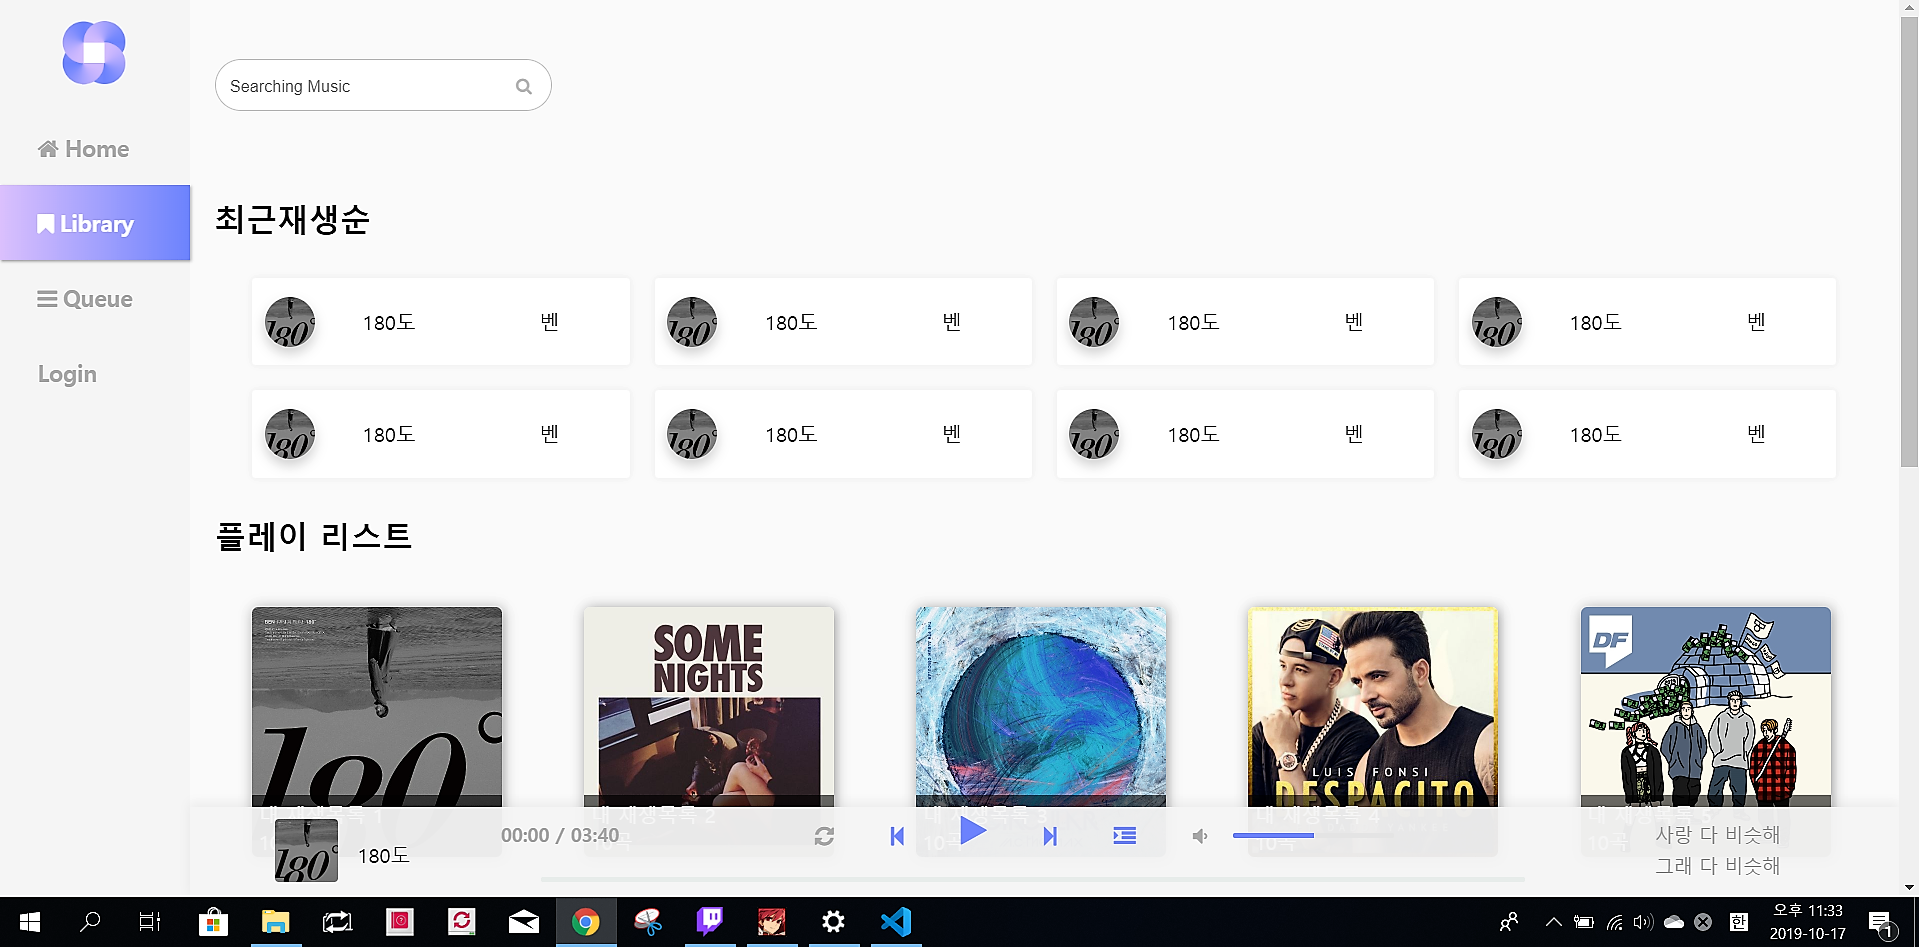 Searching Music
Home
Library
Queue
Login
최근재생순
180도 벤 180도 벤 180도 벤 180도 벤
180도 벤 180도 벤 180도 벤 180도 벤
플레이 리스트
180°
SOME
NIGHTS
LUIS FONSI
DESPACITO
DF
내 재생목록 1
내 재생목록 2
내 재생목록 3
내 재생목록 4
내 재생목록 5
10곡
180°
180도
00:00 / 03:40
사랑 다 비슷해
그래 다 비슷해
한
오후 11:33
2019-10-17
1